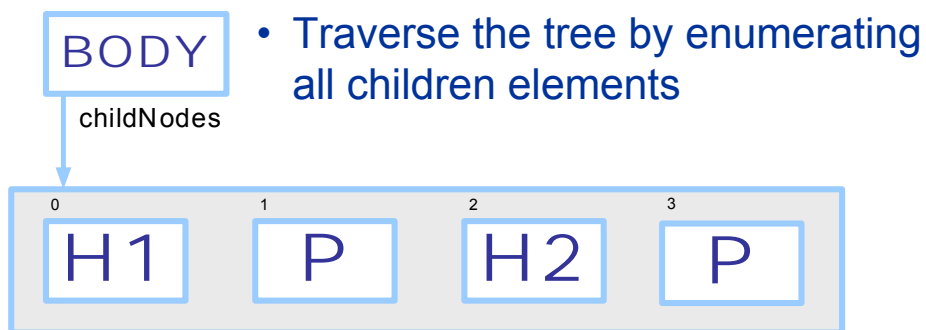 BODY
• Traverse the tree by enumerating
all children elements
childNodes
0 1 2 3
H1 P H2 P